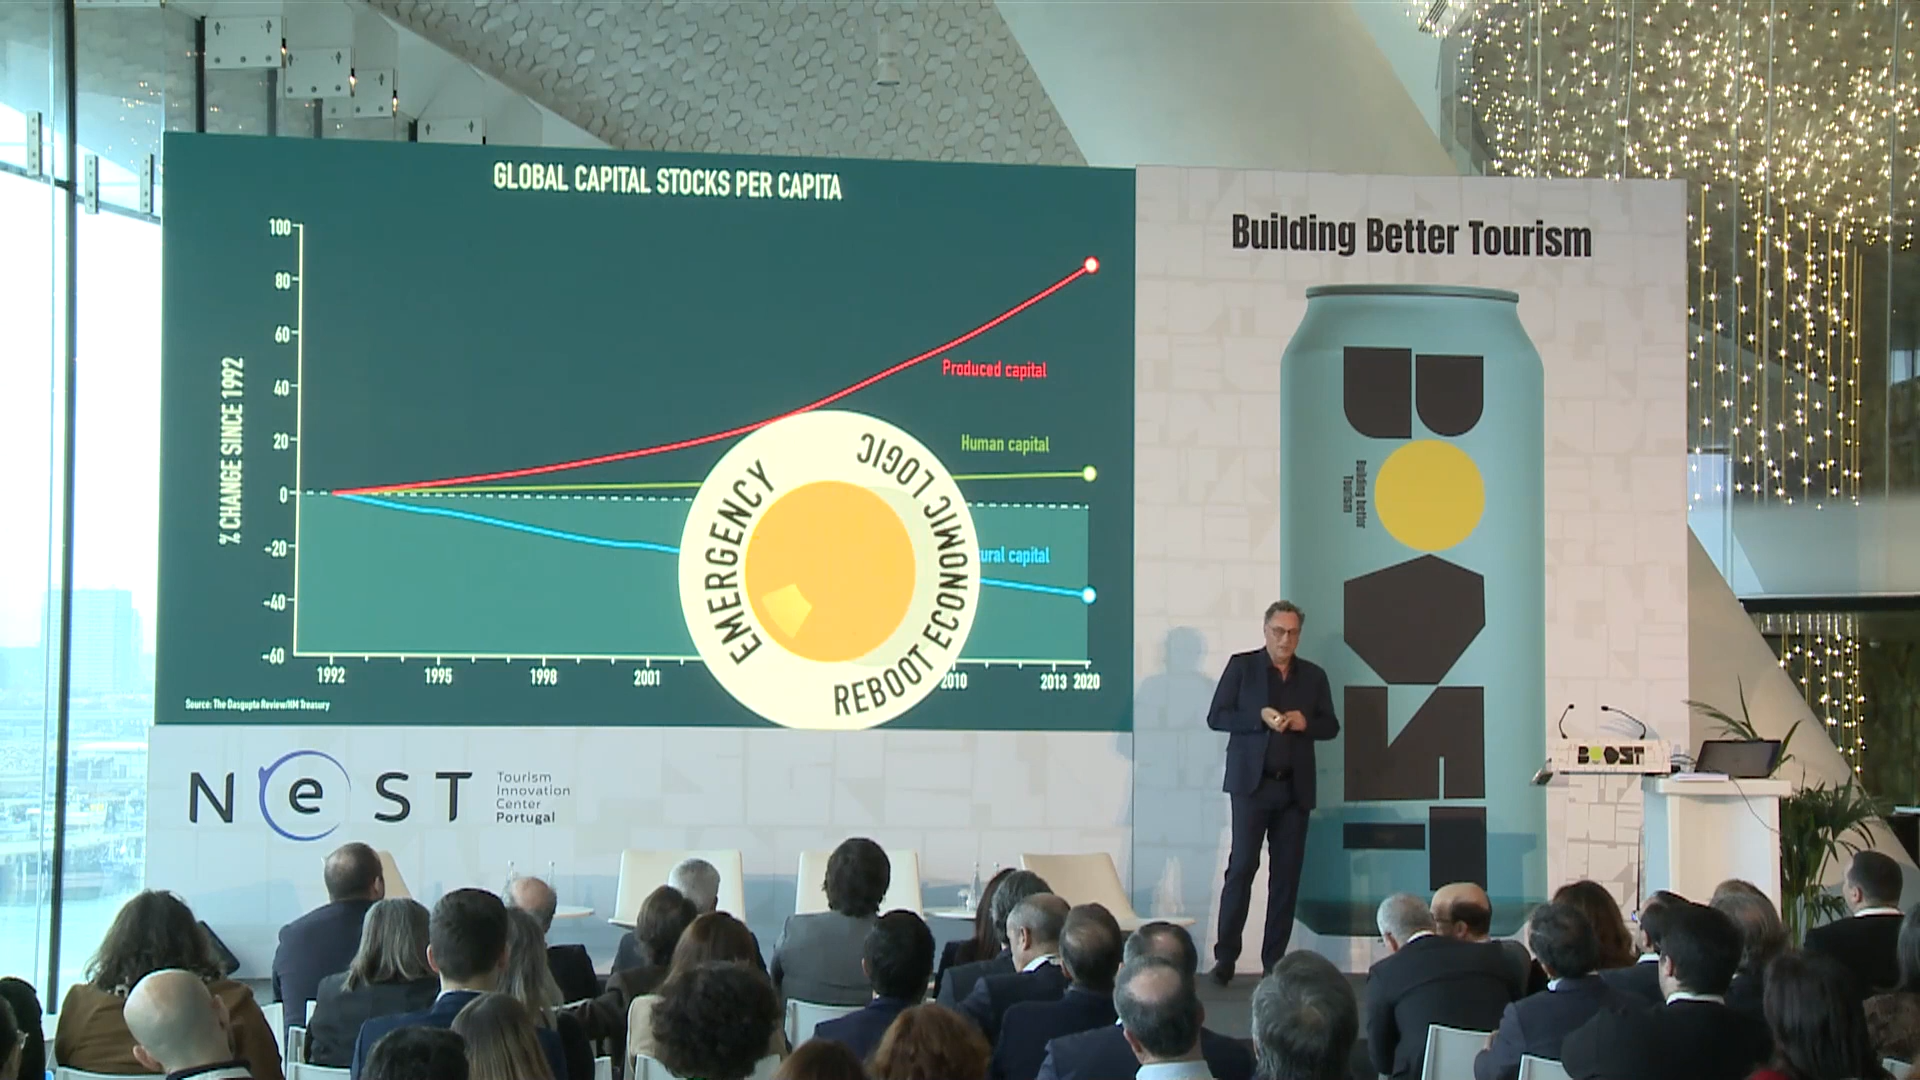 GLOBAL CAPITAL STOCKS PER CAPITA
% CHANGE SINCE 1992
100
80
60
40
20
0
-20
-40
-60
Produced capital
Human capital
ural capital
EMERGENCY
REBOOT ECONOMIC LOGIC
1992
1995
1998
2001
2010
2013
2020
Source: The Dasgupta Review/HM Treasury
NeST
Tourism
Innovation
Center
Portugal
Building Better Tourism
BOOST
Building better
Tourism
BOOST